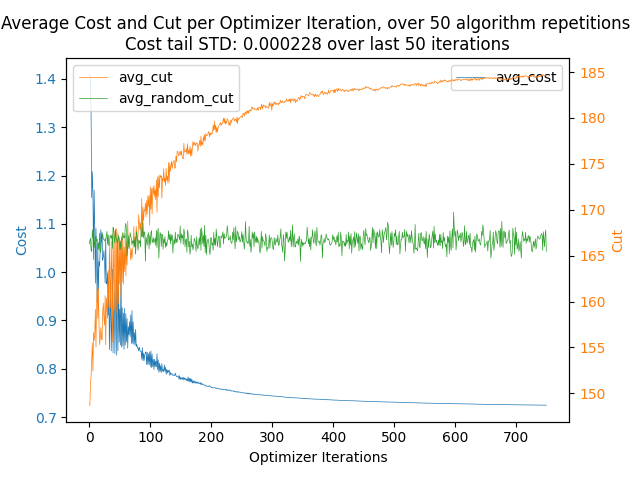 Average Cost and Cut per Optimizer Iteration, over 50 algorithm repetitions
Cost tail STD: 0.000228 over last 50 iterations
avg_cut
avg_random_cut
avg_cost
1.4
1.3
1.2
1.1
1.0
0.9
0.8
0.7
Cost
185
180
175
170
165
160
155
150
Cut
0 100 200 300 400 500 600 700
Optimizer Iterations